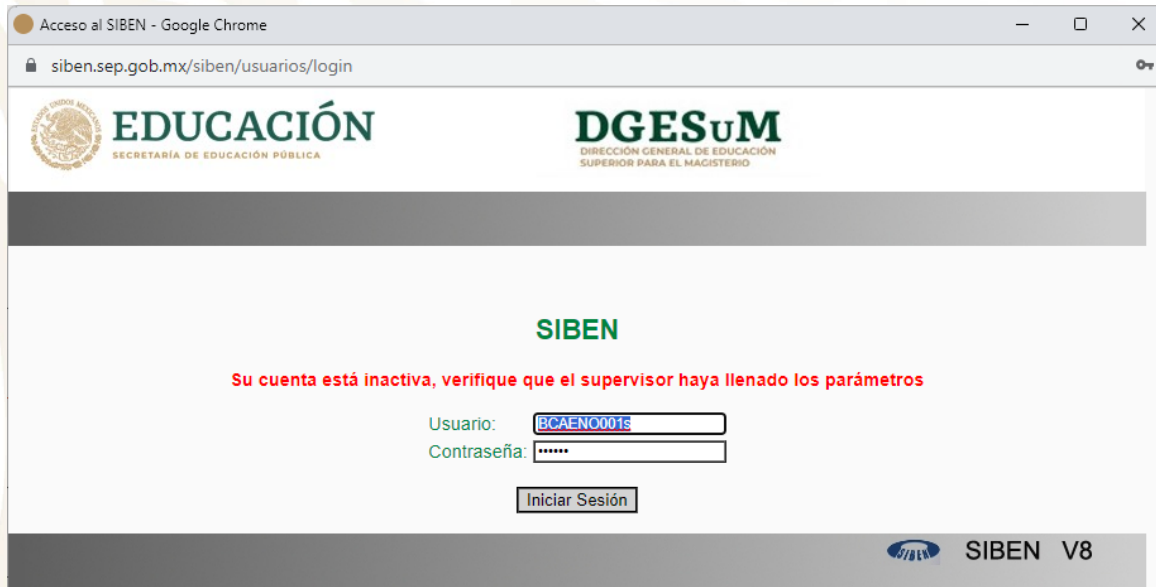 Acceso al SIBEN - Google Chrome
siben.sep.gob.mx/siben/usuarios/login
EDUCACIÓN
SECRETARÍA DE EDUCACIÓN PÚBLICA
DGESuM
DIRECCIÓN GENERAL DE EDUCACIÓN
SUPERIOR PARA EL MAGISTERIO
SIBEN
Su cuenta está inactiva, verifique que el supervisor haya llenado los parámetros
Usuario: BCAENO001s
Contraseña: ••••••
Iniciar Sesión
SIBEN SIBEN V8